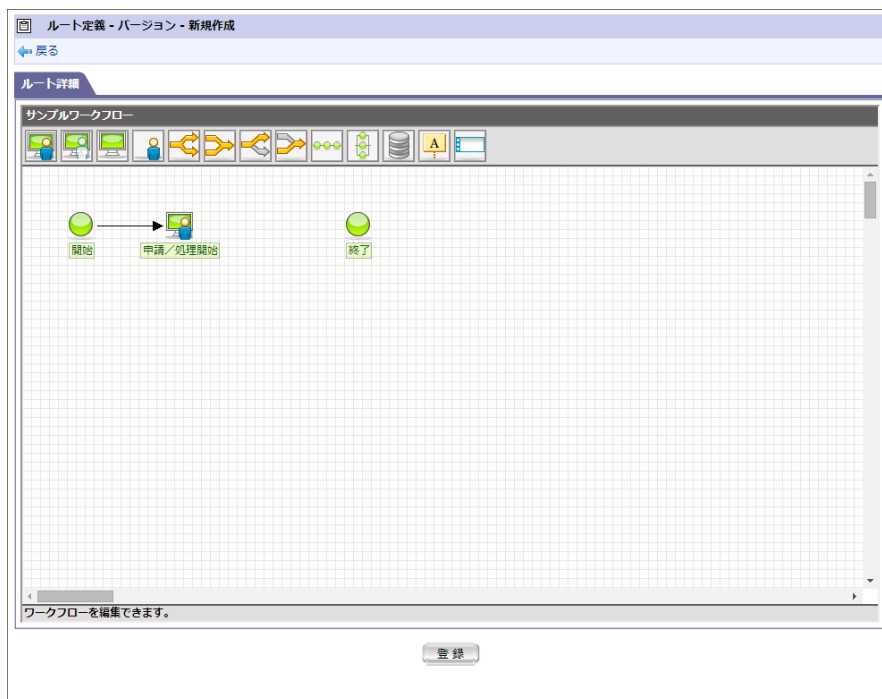 ルート定義 - バージョン - 新規作成
戻る
ルート詳細
サンプルワークフロー
A
開始
申請／処理開始
終了
ワークフローを編集できます。
登録